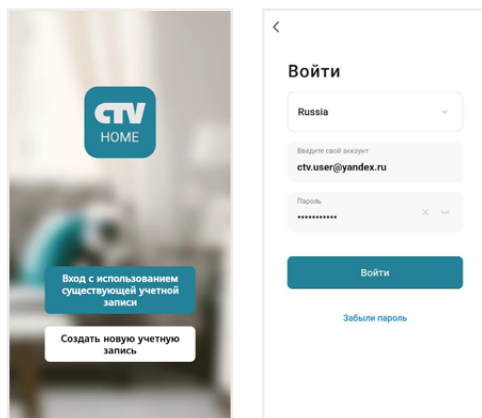 CTV
HOME
Вход с использованием
существующей учетной
записи
Создать новую учетную
запись
Войти
Russia
Введите свой аккаунт
ctv.user@yandex.ru
Пароль
•••••••••••
Войти
Забыли пароль